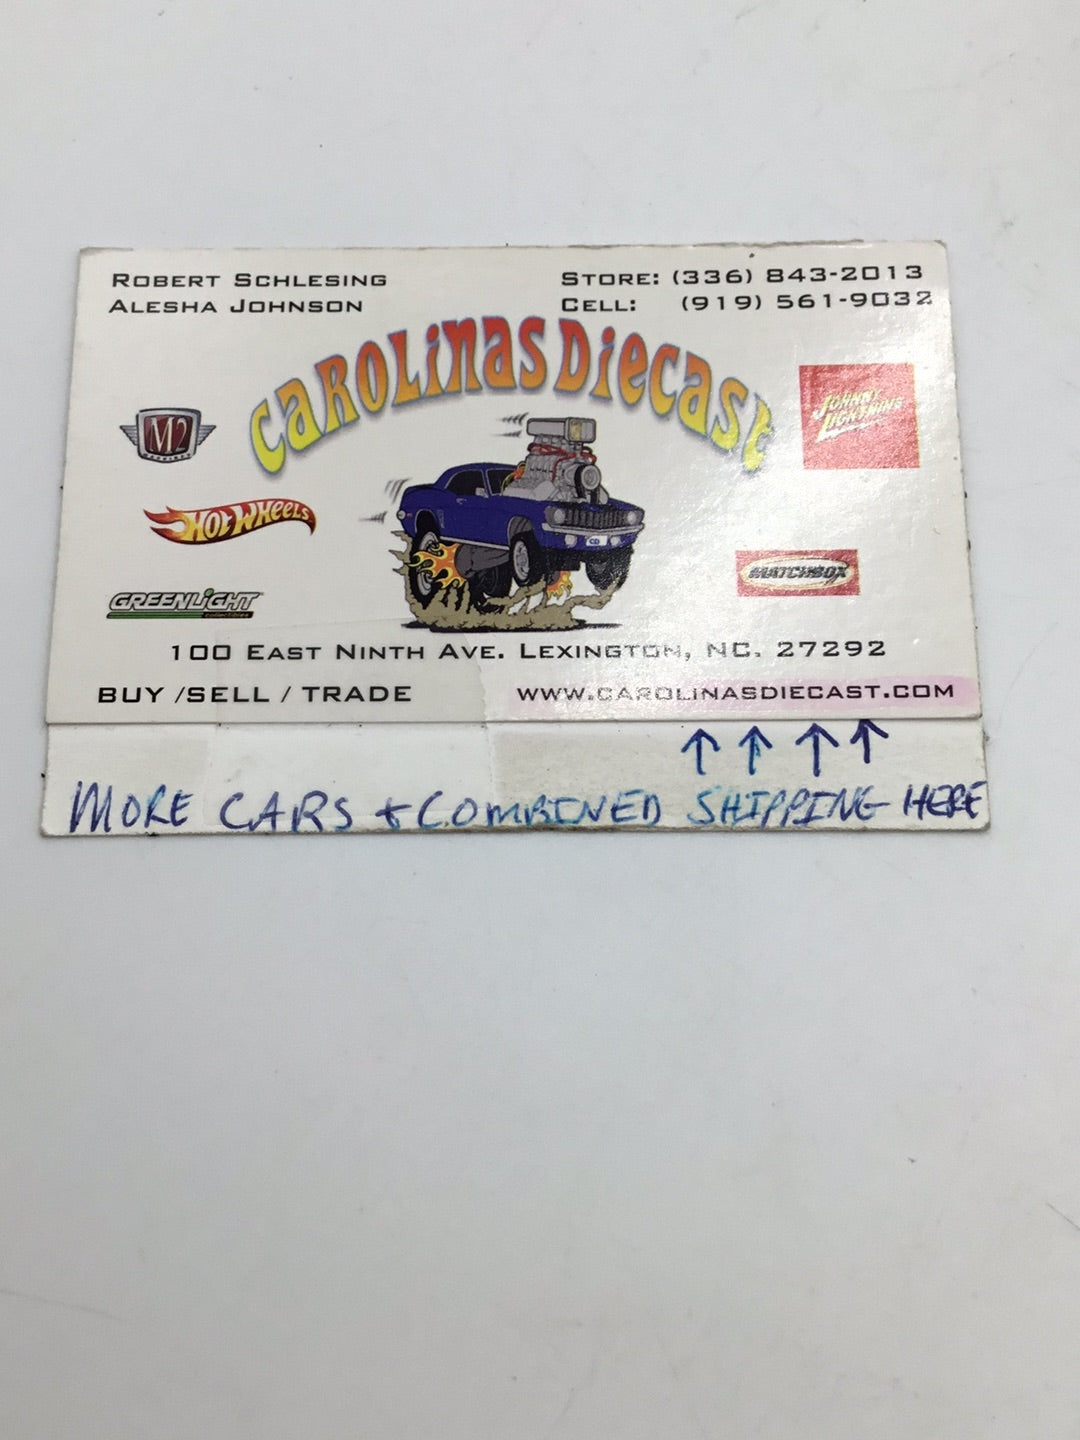 ROBERT SCHLESING
ALESHA JOHNSON
STORE: (336) 843-2013
CELL: (919) 561-9032
CAROLINAS DIECAST
M2
JOHNNY LIGHTNING
HOT WHEELS
CD
MATCHBOX
GREENLIGHT
100 EAST NINTH AVE. LEXINGTON, NC. 27292
BUY /SELL / TRADE
WWW.CAROLINASDIECAST.COM
↑ ↑ ↑ ↑
MORE CARS + COMBINED SHIPPING HERE